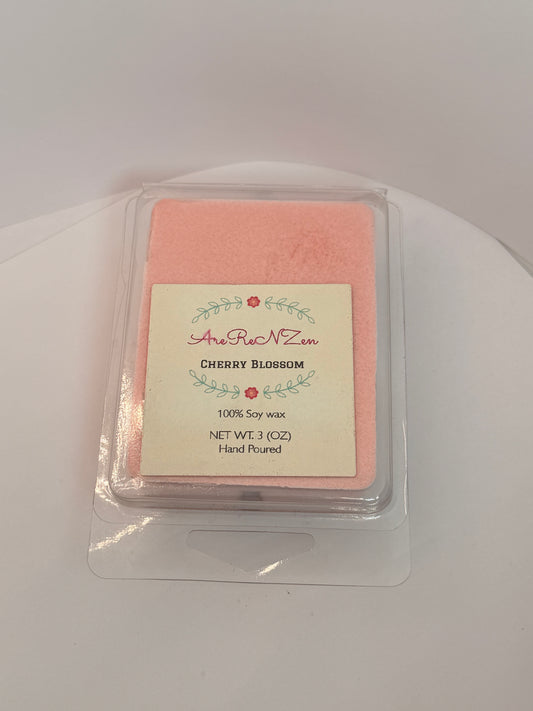 AreReNZen
Cherry Blossom
100% Soy wax
NET WT. 3 (OZ)
Hand Poured